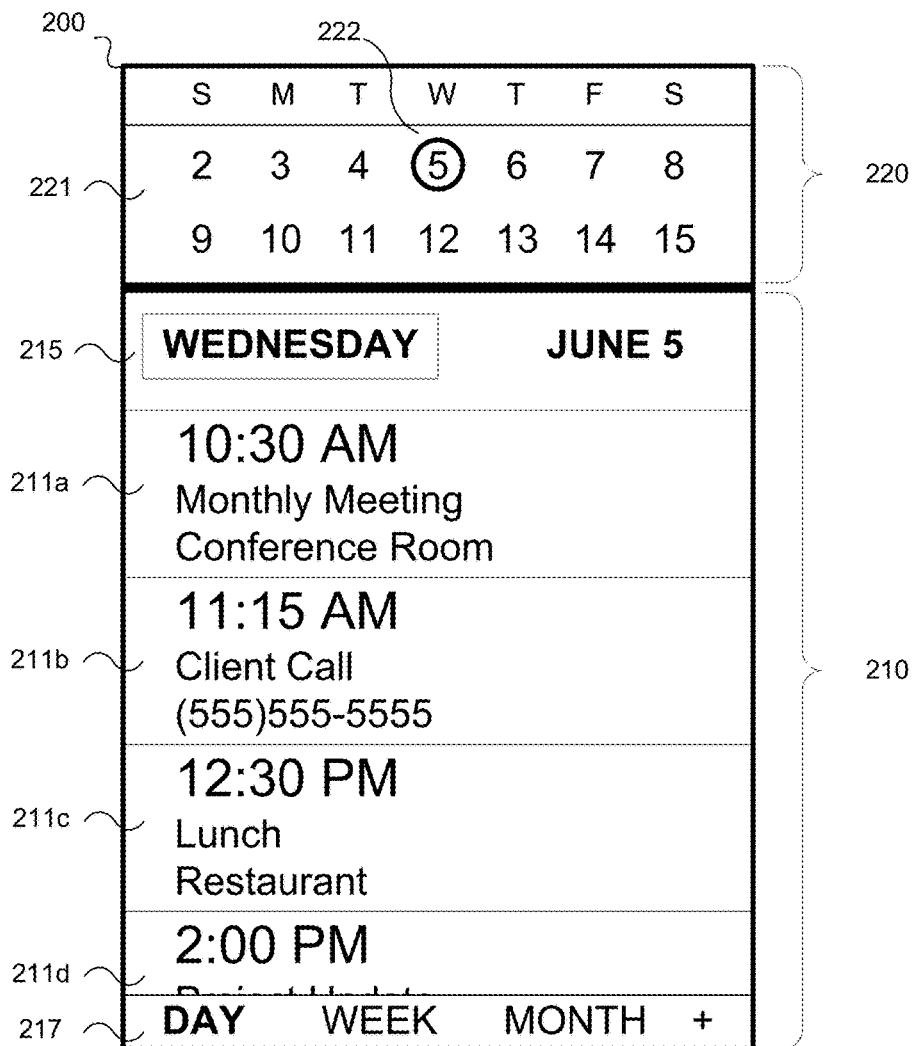 200
222
S M T W T F S
2 3 4 5 6 7 8
221
220
9 10 11 12 13 14 15
215
WEDNESDAY JUNE 5
10:30 AM
211a
Monthly Meeting
Conference Room
11:15 AM
211b
Client Call
210
(555)555-5555
12:30 PM
211c
Lunch
Restaurant
2:00 PM
211d
217
DAY WEEK MONTH +